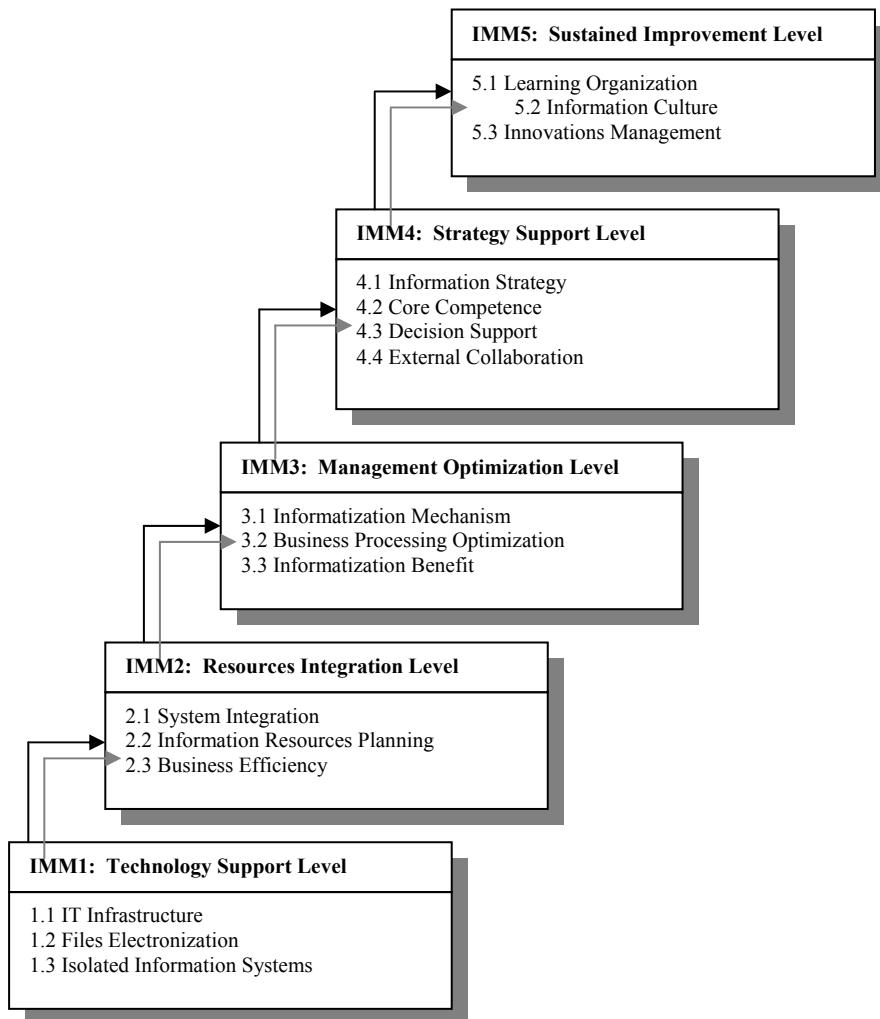 IMM5: Sustained Improvement Level
5.1 Learning Organization
5.2 Information Culture
5.3 Innovations Management
IMM4: Strategy Support Level
4.1 Information Strategy
4.2 Core Competence
4.3 Decision Support
4.4 External Collaboration
IMM3: Management Optimization Level
3.1 Informatization Mechanism
3.2 Business Processing Optimization
3.3 Informatization Benefit
IMM2: Resources Integration Level
2.1 System Integration
2.2 Information Resources Planning
2.3 Business Efficiency
IMM1: Technology Support Level
1.1 IT Infrastructure
1.2 Files Electronization
1.3 Isolated Information Systems